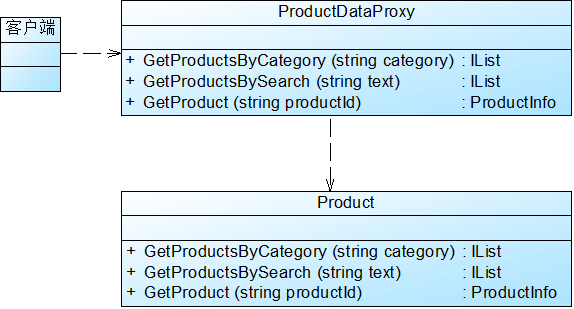 客户端
ProductDataProxy
+ GetProductsByCategory (string category) : IList
+ GetProductsBySearch (string text) : IList
+ GetProduct (string productId) : ProductInfo
Product
+ GetProductsByCategory (string category) : IList
+ GetProductsBySearch (string text) : IList
+ GetProduct (string productId) : ProductInfo